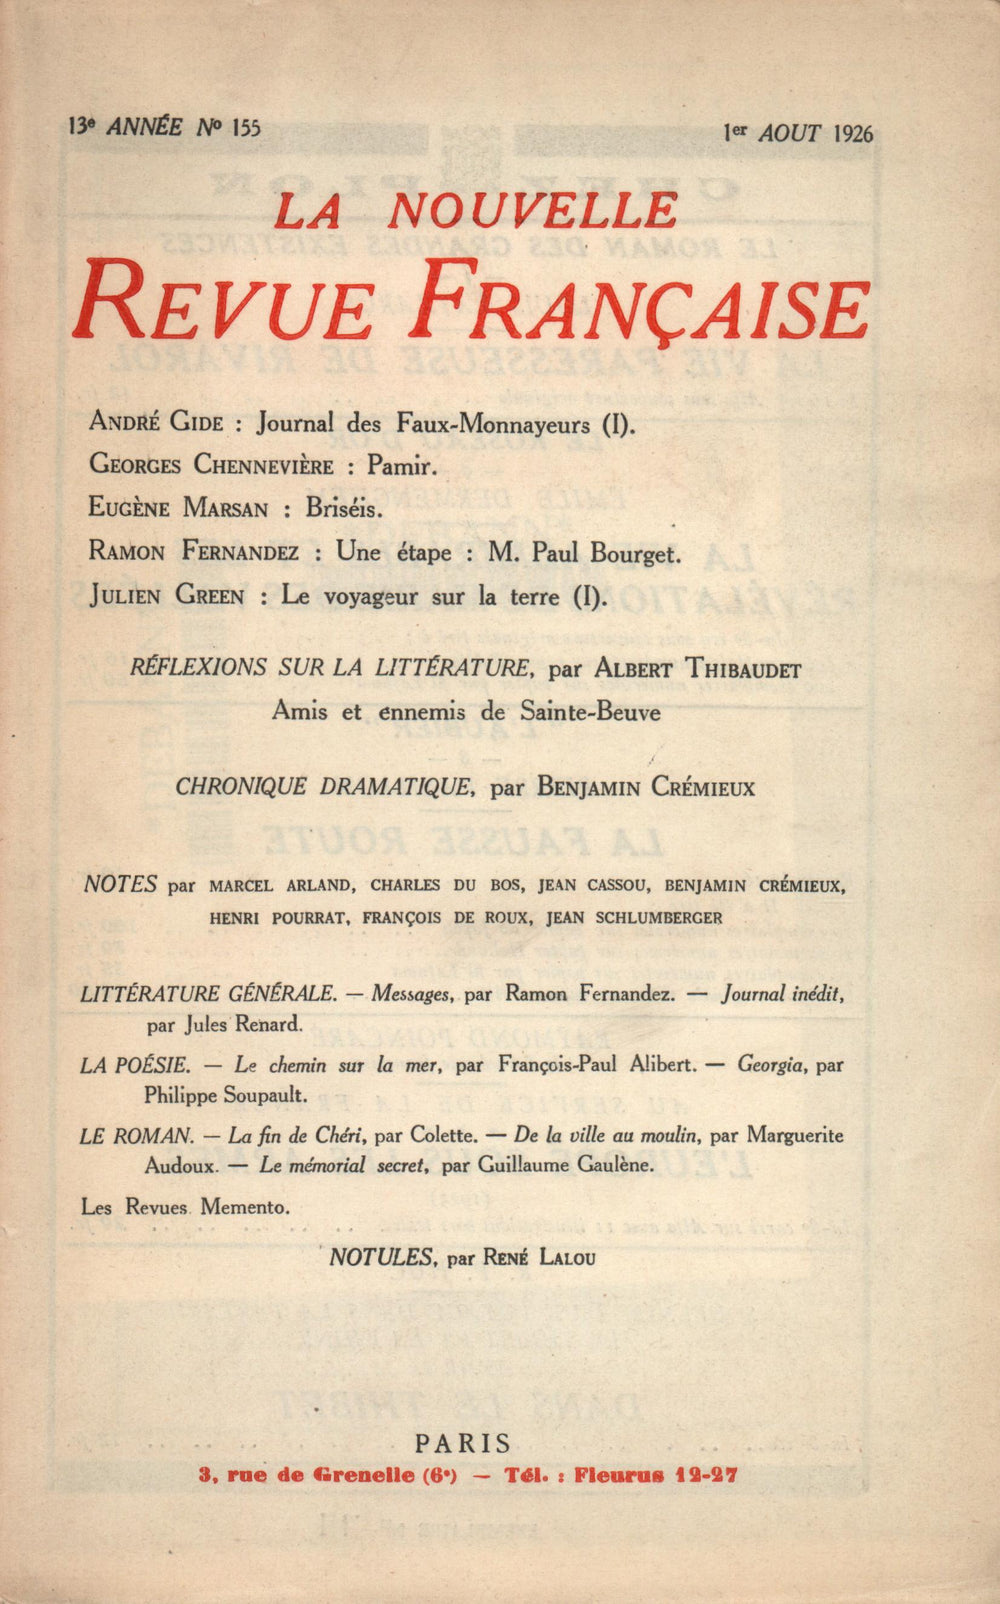 13e ANNÉE No 155
1er AOUT 1926
LA NOUVELLE
REVUE FRANÇAISE
ANDRÉ GIDE : Journal des Faux-Monnayeurs (I).
GEORGES CHENNEVIÈRE : Pamir.
EUGÈNE MARSAN : Briséis.
RAMON FERNANDEZ : Une étape : M. Paul Bourget.
JULIEN GREEN : Le voyageur sur la terre (I).
RÉFLEXIONS SUR LA LITTÉRATURE, par ALBERT THIBAUDET
Amis et ennemis de Sainte-Beuve
CHRONIQUE DRAMATIQUE, par BENJAMIN CRÉMIEUX
NOTES par MARCEL ARLAND, CHARLES DU BOS, JEAN CASSOU, BENJAMIN CRÉMIEUX,
HENRI POURRAT, FRANÇOIS DE ROUX, JEAN SCHLUMBERGER
LITTÉRATURE GÉNÉRALE. — Messages, par Ramon Fernandez. — Journal inédit,
par Jules Renard.
LA POÉSIE. — Le chemin sur la mer, par François-Paul Alibert. — Georgia, par
Philippe Soupault.
LE ROMAN. — La fin de Chéri, par Colette. — De la ville au moulin, par Marguerite
Audoux. — Le mémorial secret, par Guillaume Gaulène.
Les Revues. Memento.
NOTULES, par RENÉ LALOU
PARIS
3, rue de Grenelle (6e) — Tél. : Fleurus 12-27